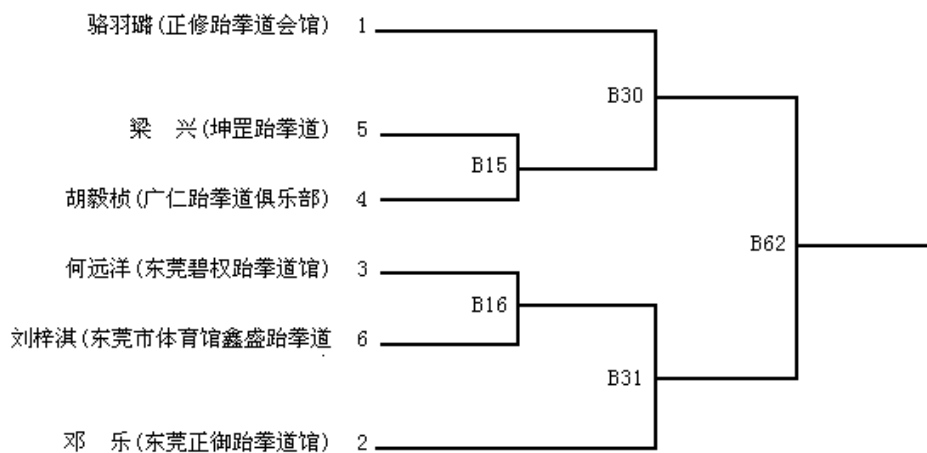 骆羽璐(正修跆拳道会馆) 1
B30
梁 兴(坤罡跆拳道) 5
B15
胡毅桢(广仁跆拳道俱乐部) 4
B62
何远洋(东莞碧权跆拳道馆) 3
B16
刘梓淇(东莞市体育馆鑫盛跆拳道 6
B31
邓 乐(东莞正御跆拳道馆) 2